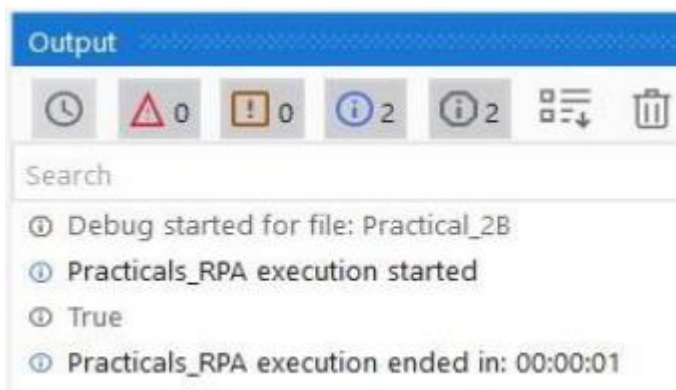 Output
0 0 2 2
Search
Debug started for file: Practical_2B
Practicals_RPA execution started
True
Practicals_RPA execution ended in: 00:00:01